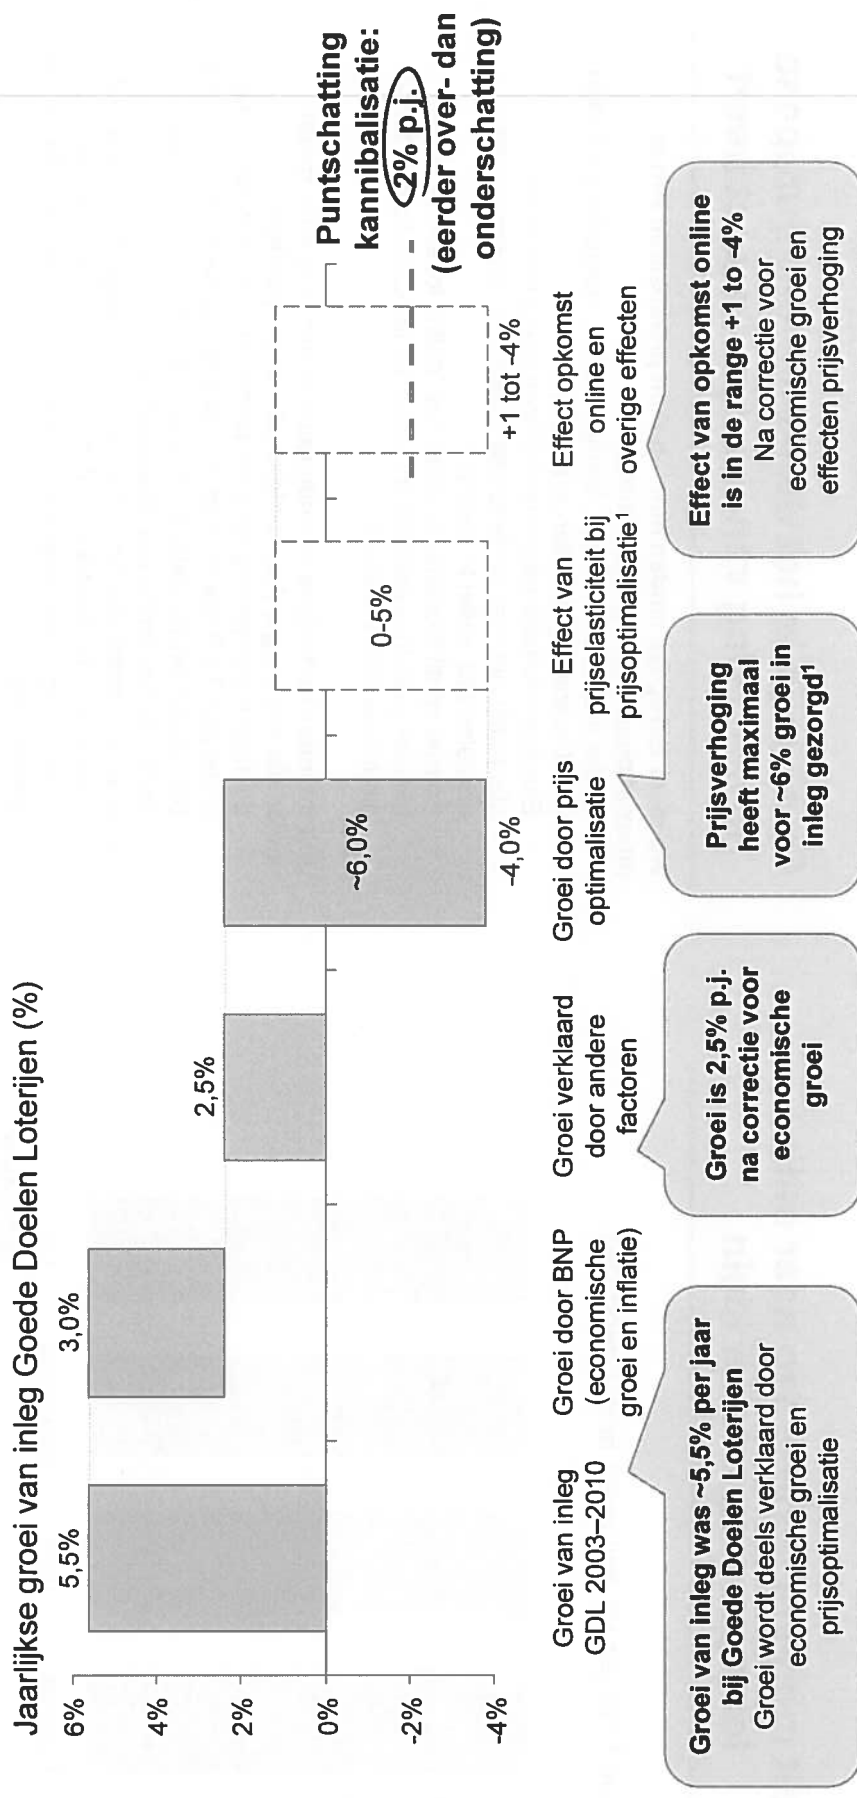 Jaarlijkse groei van inleg Goede Doelen Loterijen (%)
6%
4%
2%
0%
-2%
-4%
5,5%
3,0%
2,5%
~6,0%
-4,0%
0-5%
+1 tot -4%
Puntschatting
kannibalisatie:
2% p.j.
(eerder over- dan
onderschatting)
Groei van inleg
GDL 2003–2010
Groei door BNP
(economische
groei en inflatie)
Groei verklaard
door andere
factoren
Groei door prijs
optimalisatie
Effect van
prijselasticiteit bij
prijsoptimalisatie¹
Effect opkomst
online en
overige effecten
Groei van inleg was ~5,5% per jaar
bij Goede Doelen Loterijen
Groei wordt deels verklaard door
economische groei en
prijsoptimalisatie
Groei is 2,5% p.j.
na correctie voor
economische
groei
Prijsverhoging
heeft maximaal
voor ~6% groei in
inleg gezorgd¹
Effect van opkomst online
is in de range +1 to -4%
Na correctie voor
economische groei en
effecten prijsverhoging